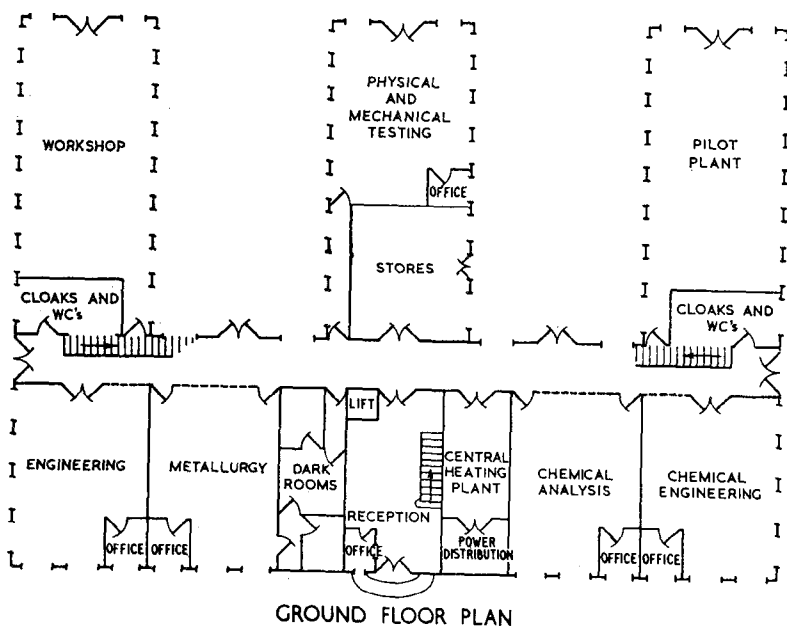 PHYSICAL
AND
MECHANICAL
TESTING
WORKSHOP
PILOT
PLANT
OFFICE
STORES
CLOAKS AND
WC's
CLOAKS AND
WC's
LIFT
ENGINEERING
METALLURGY
DARK
ROOMS
CENTRAL
HEATING
PLANT
CHEMICAL
ANALYSIS
CHEMICAL
ENGINEERING
RECEPTION
OFFICE
OFFICE
OFFICE
POWER
DISTRIBUTION
OFFICE
OFFICE
GROUND FLOOR PLAN